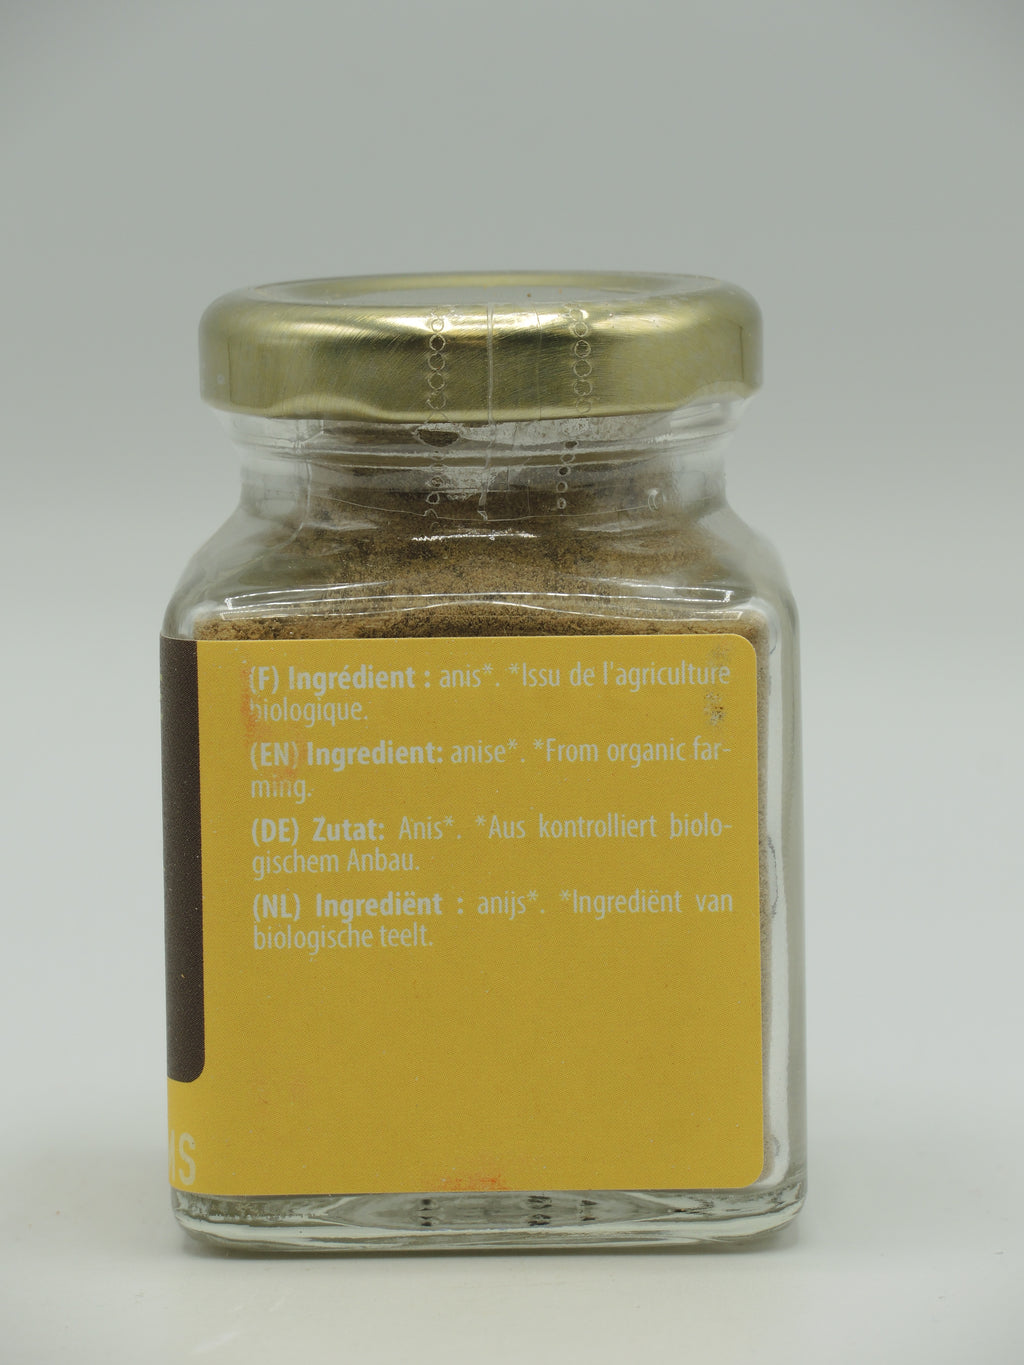 (F) Ingrédient : anis*. *Issu de l'agriculture
biologique.
(EN) Ingredient: anise*. *From organic far-
ming.
(DE) Zutat: Anis*. *Aus kontrolliert biolo-
gischem Anbau.
(NL) Ingrediënt : anijs*. *Ingrediënt van
biologische teelt.